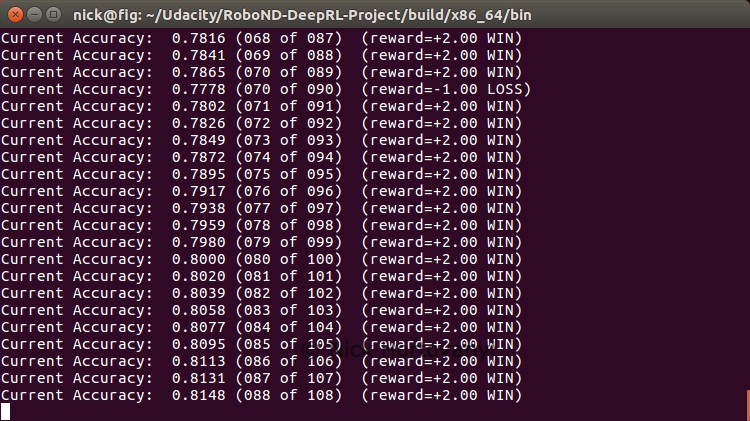 nick@fig: ~/Udacity/RoboND-DeepRL-Project/build/x86_64/bin
Current Accuracy:  0.7816 (068 of 087)  (reward=+2.00 WIN)
Current Accuracy:  0.7841 (069 of 088)  (reward=+2.00 WIN)
Current Accuracy:  0.7865 (070 of 089)  (reward=+2.00 WIN)
Current Accuracy:  0.7778 (070 of 090)  (reward=-1.00 LOSS)
Current Accuracy:  0.7802 (071 of 091)  (reward=+2.00 WIN)
Current Accuracy:  0.7826 (072 of 092)  (reward=+2.00 WIN)
Current Accuracy:  0.7849 (073 of 093)  (reward=+2.00 WIN)
Current Accuracy:  0.7872 (074 of 094)  (reward=+2.00 WIN)
Current Accuracy:  0.7895 (075 of 095)  (reward=+2.00 WIN)
Current Accuracy:  0.7917 (076 of 096)  (reward=+2.00 WIN)
Current Accuracy:  0.7938 (077 of 097)  (reward=+2.00 WIN)
Current Accuracy:  0.7959 (078 of 098)  (reward=+2.00 WIN)
Current Accuracy:  0.7980 (079 of 099)  (reward=+2.00 WIN)
Current Accuracy:  0.8000 (080 of 100)  (reward=+2.00 WIN)
Current Accuracy:  0.8020 (081 of 101)  (reward=+2.00 WIN)
Current Accuracy:  0.8039 (082 of 102)  (reward=+2.00 WIN)
Current Accuracy:  0.8058 (083 of 103)  (reward=+2.00 WIN)
Current Accuracy:  0.8077 (084 of 104)  (reward=+2.00 WIN)
Current Accuracy:  0.8095 (085 of 105)  (reward=+2.00 WIN)
Current Accuracy:  0.8113 (086 of 106)  (reward=+2.00 WIN)
Current Accuracy:  0.8131 (087 of 107)  (reward=+2.00 WIN)
Current Accuracy:  0.8148 (088 of 108)  (reward=+2.00 WIN)